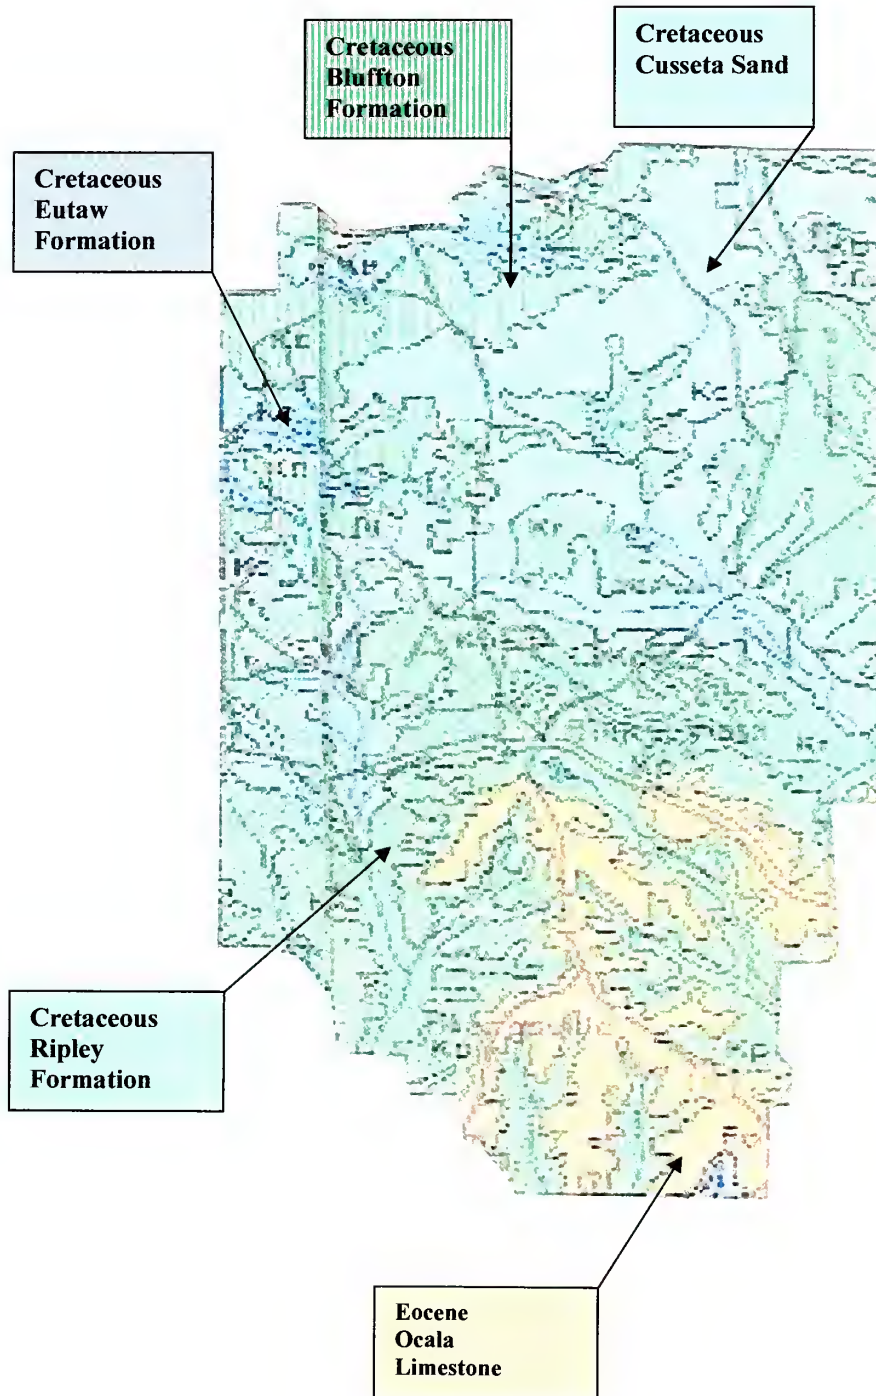 Cretaceous
Bluffton
Formation
Cretaceous
Cusseta Sand
Cretaceous
Eutaw
Formation
Cretaceous
Ripley
Formation
Eocene
Ocala
Limestone